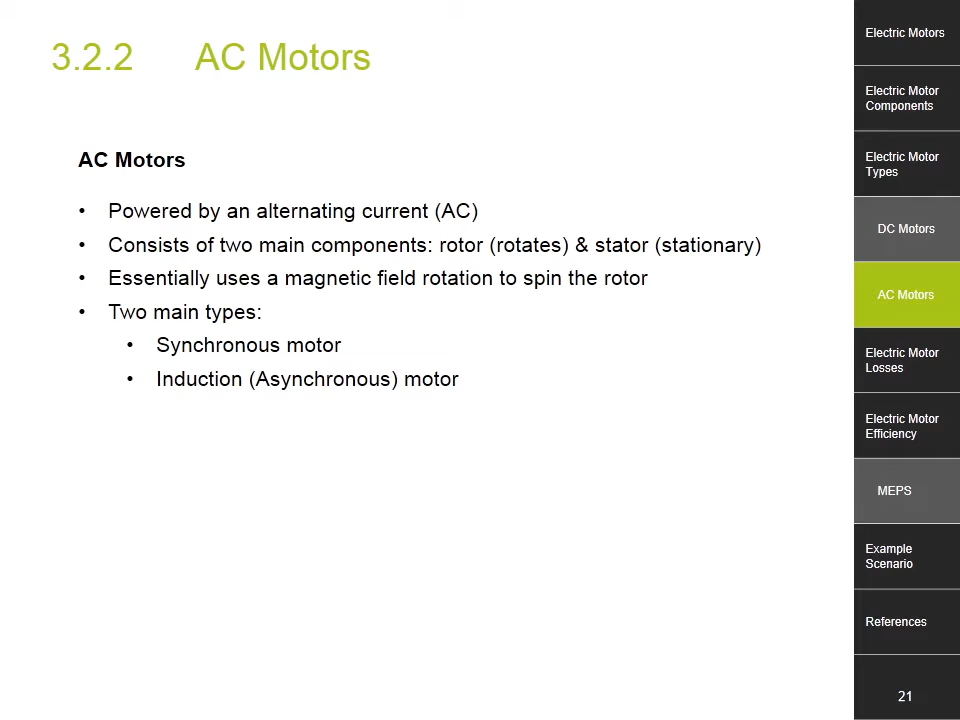 3.2.2 AC Motors
AC Motors
• Powered by an alternating current (AC)
• Consists of two main components: rotor (rotates) & stator (stationary)
• Essentially uses a magnetic field rotation to spin the rotor
• Two main types:
• Synchronous motor
• Induction (Asynchronous) motor
Electric Motors
Electric Motor
Components
Electric Motor
Types
DC Motors
AC Motors
Electric Motor
Losses
Electric Motor
Efficiency
MEPS
Example
Scenario
References
21